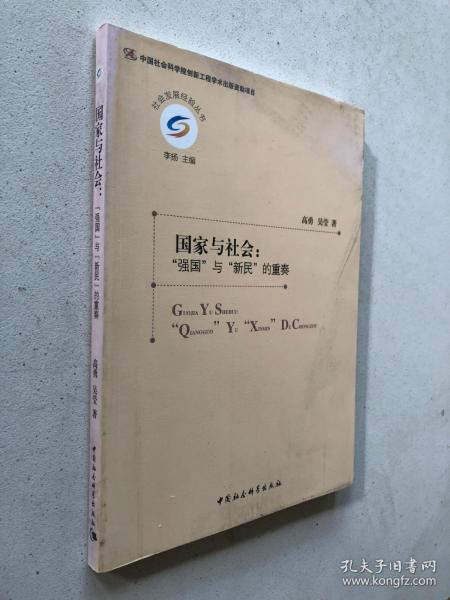 中国社会科学院创新工程学术出版资助项目
社会发展经验丛书
李扬 主编
高勇 吴莹 著
国家与社会：
“强国”与“新民”的重奏
GUOJIA YU SHEHUI:
“QIANGGUO” YU “XINMIN” DE CHONGZOU
中国社会科学出版社
国家与社会：
“强国”与“新民”的重奏
高勇 吴莹 著
中国社会科学出版社
孔夫子旧书网
www.kongfz.com